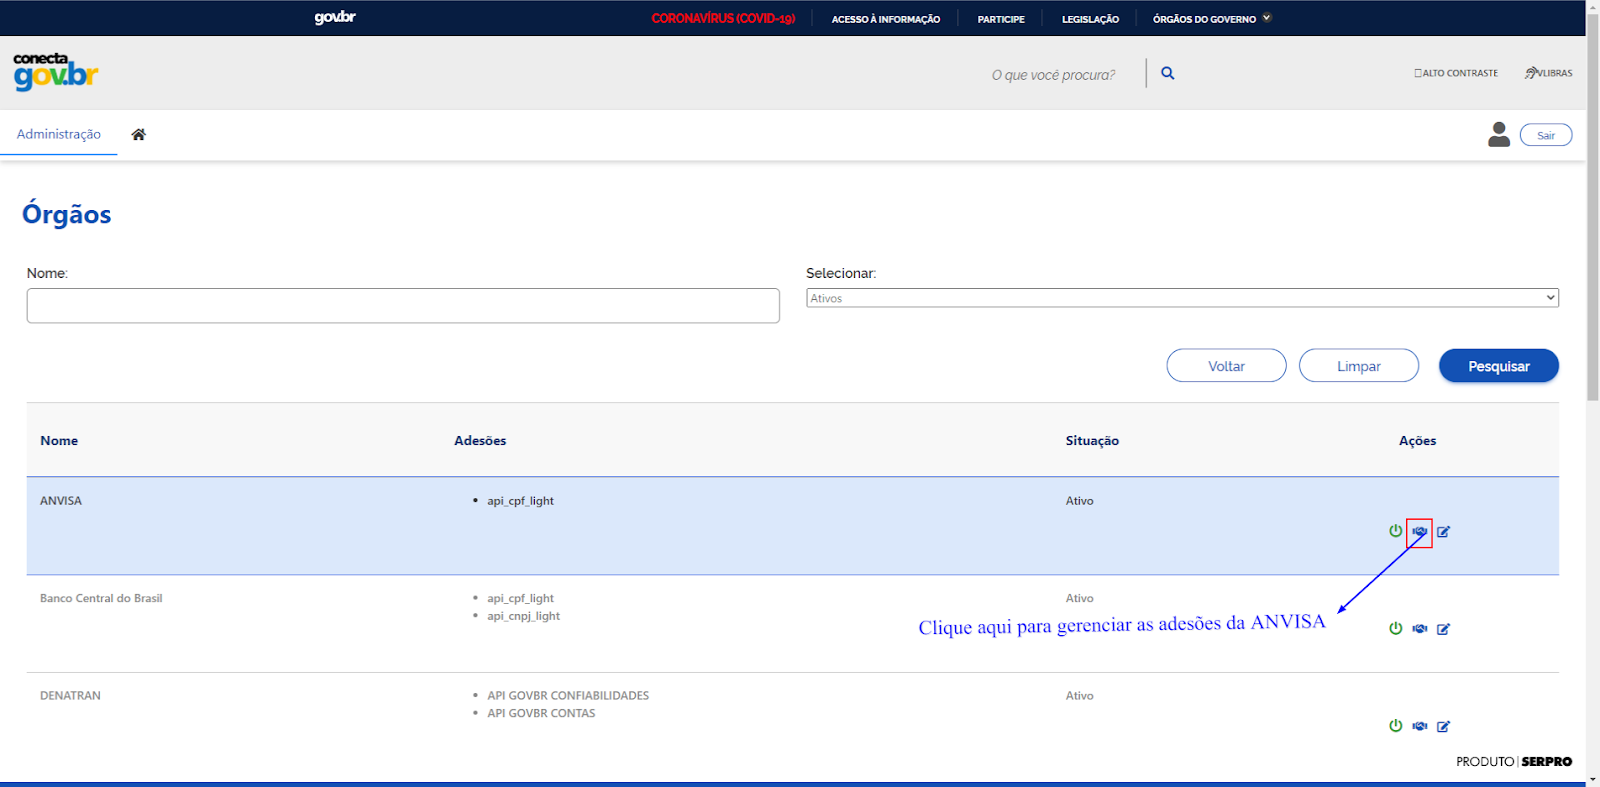 gov.br CORONAVÍRUS (COVID-19) ACESSO À INFORMAÇÃO PARTICIPE LEGISLAÇÃO ÓRGÃOS DO GOVERNO
conecta
gov.br
O que você procura?
ALTO CONTRASTE VLIBRAS
Administração
Sair
Órgãos
Nome: Selecionar:
Ativos
Voltar Limpar Pesquisar
Nome Adesões Situação Ações
ANVISA • api_cpf_light Ativo
Banco Central do Brasil • api_cpf_light Ativo
• api_cnpj_light
Clique aqui para gerenciar as adesões da ANVISA
DENATRAN • API GOVBR CONFIABILIDADES Ativo
• API GOVBR CONTAS
PRODUTO | SERPRO